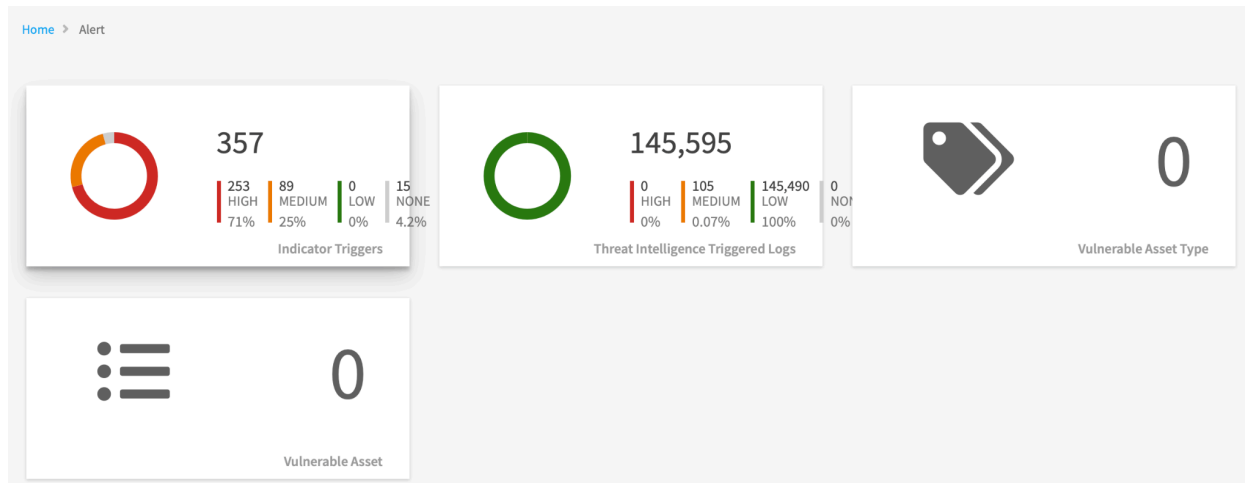 Home > Alert
357
253 89 0 15
HIGH MEDIUM LOW NONE
71% 25% 0% 4.2%
Indicator Triggers
145,595
0 105 145,490 0
HIGH MEDIUM LOW NO
0% 0.07% 100% 0%
Threat Intelligence Triggered Logs
0
Vulnerable Asset Type
0
Vulnerable Asset